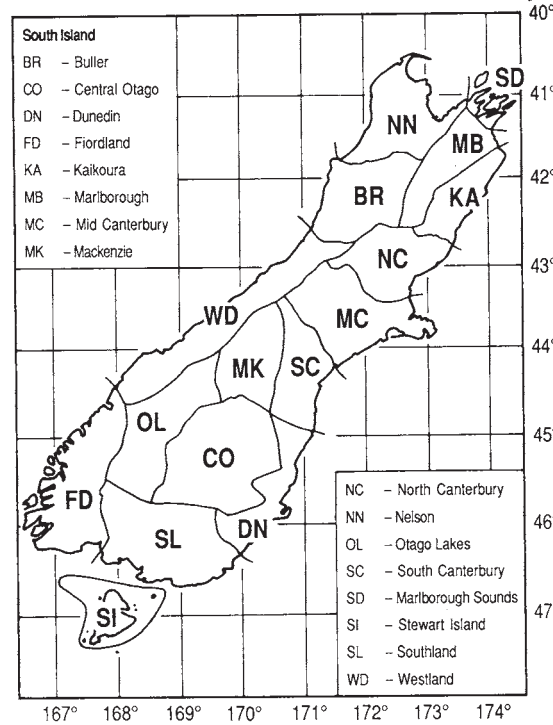 South Island
BR – Buller
CO – Central Otago
DN – Dunedin
FD – Fiordland
KA – Kaikoura
MB – Marlborough
MC – Mid Canterbury
MK – Mackenzie
40°
SD
41°
NN
MB
42°
BR
KA
NC
43°
WD
MC
MK
SC
44°
OL
45°
CO
FD
SL
DN
46°
SI
47
NC – North Canterbury
NN – Nelson
OL – Otago Lakes
SC – South Canterbury
SD – Marlborough Sounds
SI – Stewart Island
SL – Southland
WD – Westland
167° 168° 169° 170° 171° 172° 173° 174°